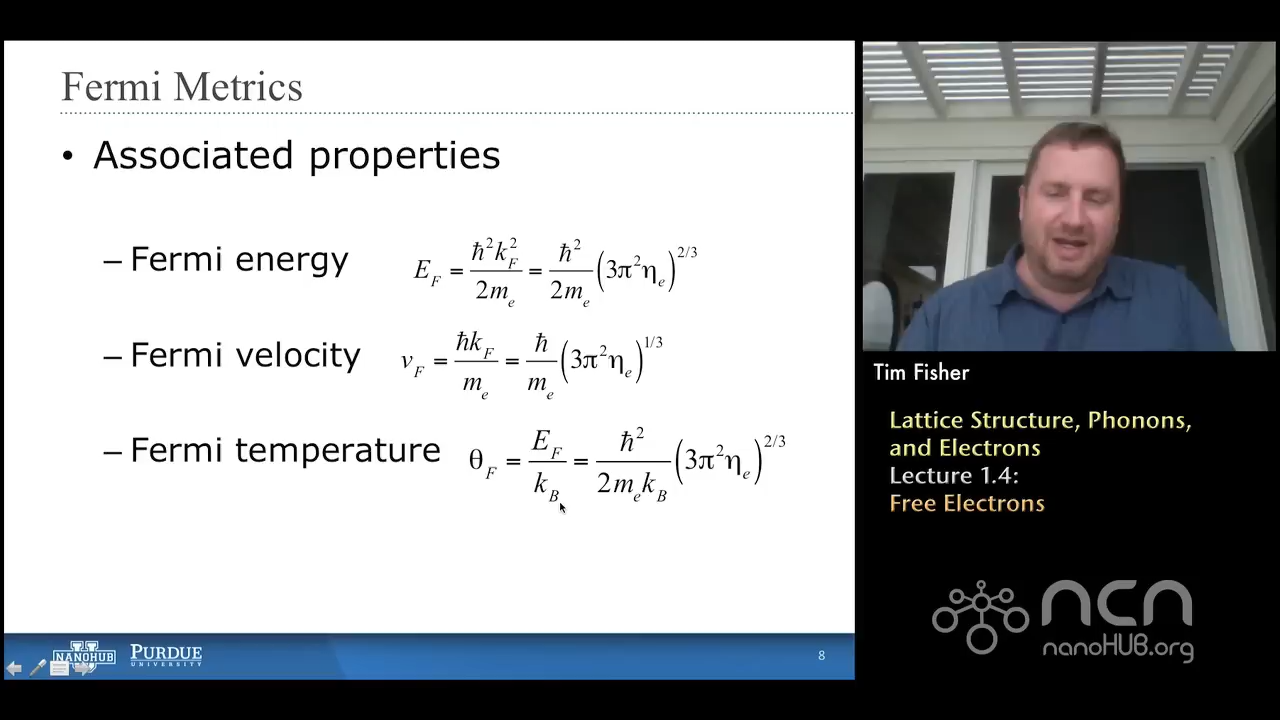 Fermi Metrics
• Associated properties
– Fermi energy E_F = ħ²k_F² / 2m_e = ħ² / 2m_e (3π²η_e)^{2/3}
– Fermi velocity v_F = ħk_F / m_e = ħ / m_e (3π²η_e)^{1/3}
– Fermi temperature θ_F = E_F / k_B = ħ² / 2m_e k_B (3π²η_e)^{2/3}
nanoHUB
PURDUE
UNIVERSITY
8
Tim Fisher
Lattice Structure, Phonons,
and Electrons
Lecture 1.4:
Free Electrons
ncn
nanoHUB.org